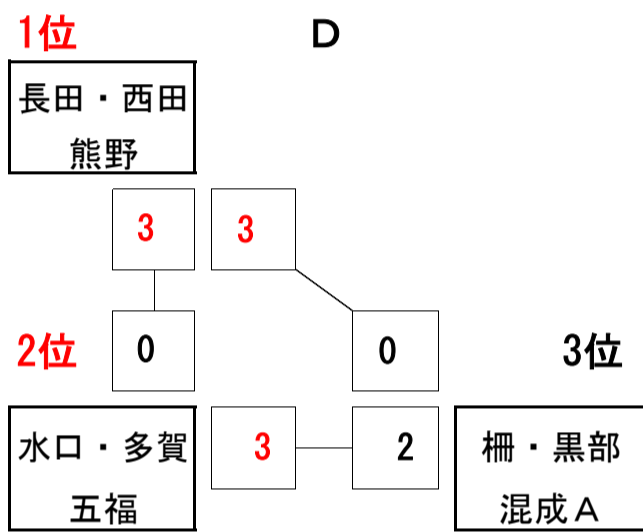 1位 D
長田・西田
熊野
3 3
2位 0 0 3位
水口・多賀 3 2 柵・黒部
五福 混成A